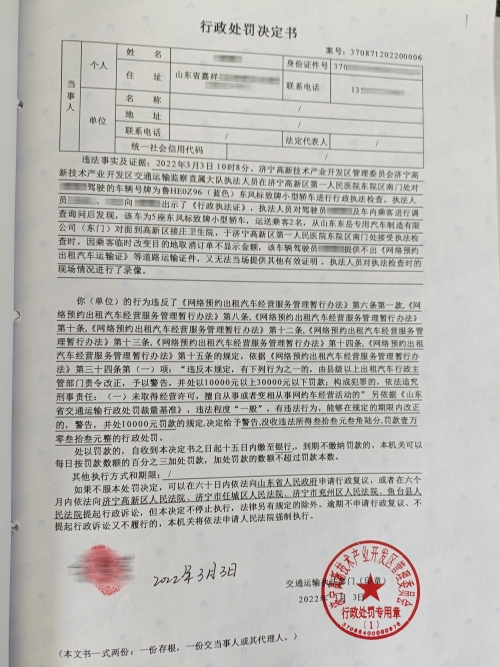 行政处罚决定书
案号：370871202200006
当事人
个人
姓 名
身份证件号
370
住 址
山东省嘉祥
联系电话
135
单位
名 称
/
地 址
/
联系电话
/
法定代表人
/
统一社会信用代码
/
违法事实及证据：2022年3月3日 10时8分，济宁高新技术产业开发区管理委员会济宁高
新技术产业开发区交通运输监察直属大队执法人员在济宁高新区第一人民医院东院区南门处对
驾驶的车辆号牌为鲁HE0Z96（蓝色）东风标致牌小型轿车进行行政执法检查。执法人
员 、 向 出示了《行政执法证》，执法人员对驾驶员 及车内乘客进行调
查询问后发现，该车为5座东风标致牌小型轿车，运送乘客2名，从山东东岳专用汽车制造有
限公司（东门）对面到高新区接庄卫生院，于济宁高新区第一人民医院东院区南门处接受执法检
查时，因乘客临时改变目的地取消订单不显示金额，该车辆驾驶员 提供不出《网络预
约出租汽车运输证》等道路运输证件，又无法当场提供其他有效证明。执法人员对执法检查时的
现场情况进行了录像。
你（单位）的行为违反了《网络预约出租汽车经营服务管理暂行办法》第六条第一款,《网
络预约出租汽车经营服务管理暂行办法》第八条,《网络预约出租汽车经营服务管理暂行办法》
第十条,《网络预约出租汽车经营服务管理暂行办法》第十二条,《网络预约出租汽车经营服务
管理暂行办法》第十三条,《网络预约出租汽车经营服务管理暂行办法》第十四条,《网络预约出
租汽车经营服务管理暂行办法》第十五条的规定，依据《网络预约出租汽车经营服务管理暂行办法
》第三十四条第（一）项：“违反本规定，有下列行为之一的，由县级以上出租汽车行政主
管部门责令改正，予以警告，并处以10000元以上30000元以下罚款；构成犯罪的，依法追究
刑事责任：（一）未取得经营许可，擅自从事或者变相从事网约车经营活动的” 另依据《山东
省交通运输行政处罚裁量基准》，违法程度“一般”，有违法行为，能够在规定的期限内改正
的，警告，并处10000罚款的规定,决定给予警告,没收违法所得叁拾叁元叁角陆分,罚款壹万
零叁拾叁元整的行政处罚。
处以罚款的，自收到本决定书之日起十五日内缴至银行,，到期不缴纳罚款的，本机关可以
每日按罚款数额的百分之三加处罚款，加处罚款的数额不超过罚款本数。
其他执行方式和期限：/
如果不服本处罚决定，可以在六十日内依法向山东省人民政府申请行政复议，或者在六个
月内依法向济宁高新区人民法院、济宁市任城区人民法院、济宁市兖州区人民法院、鱼台县人
民法院提起行政诉讼，但本决定不停止执行，法律另有规定的除外。逾期不申请行政复议、不
提起行政诉讼又不履行的，本机关将依法申请人民法院强制执行。
2022年3月3日
交通运输执法部门（印章）
2022年 3月 3日
济宁高新技术产业开发区管理委员会
行政处罚专用章
（1）
（本文书一式两份：一份存根，一份交当事人或其代理人。）